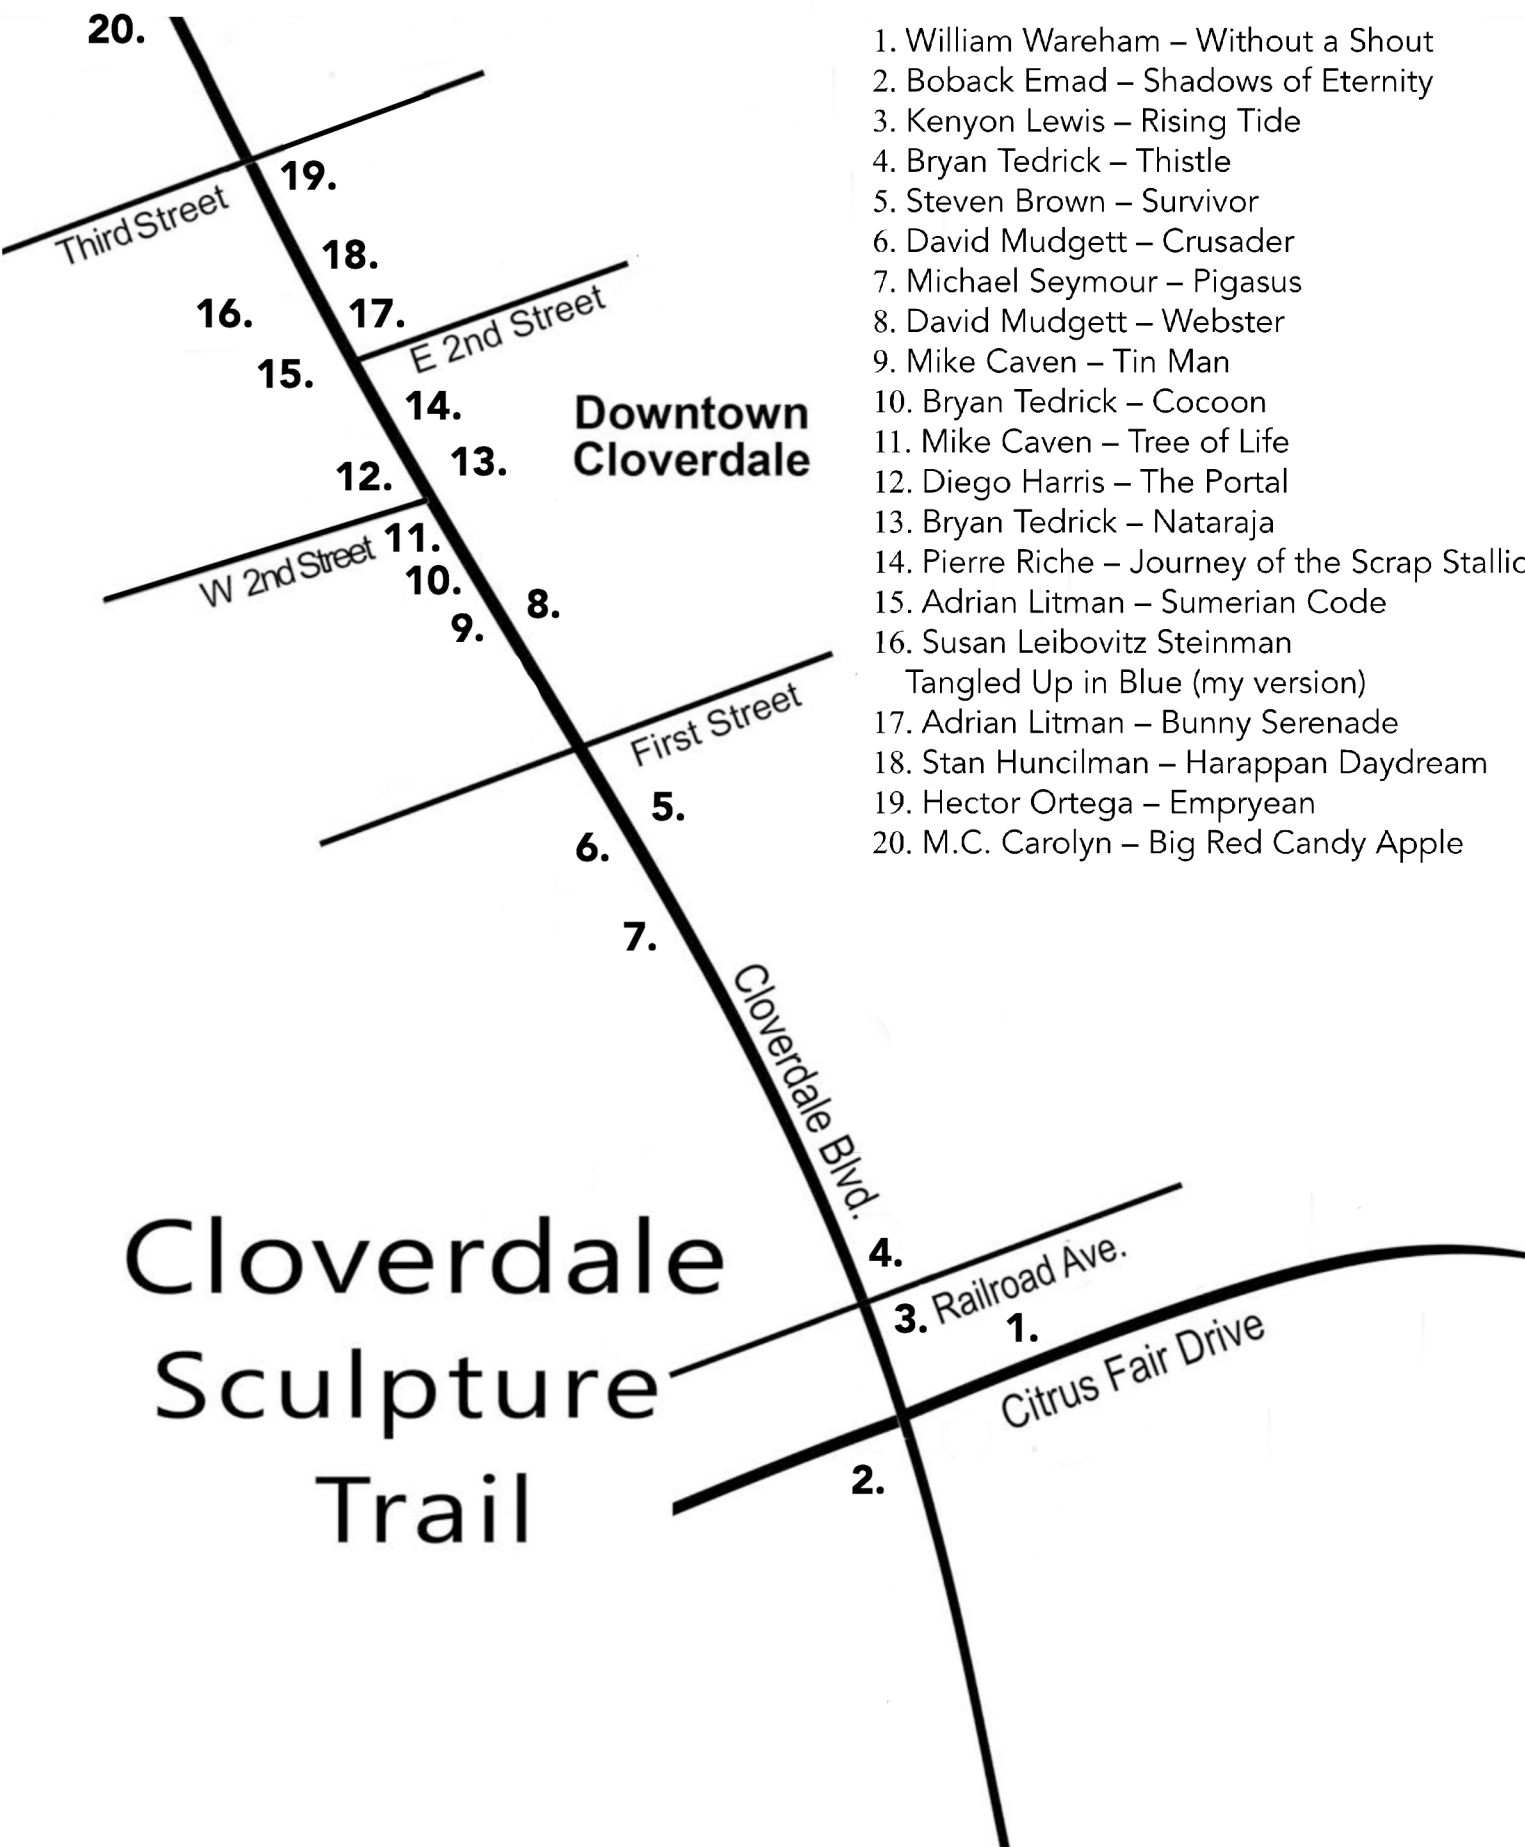 20.
1. William Wareham – Without a Shout
2. Boback Emad – Shadows of Eternity
3. Kenyon Lewis – Rising Tide
4. Bryan Tedrick – Thistle
5. Steven Brown – Survivor
6. David Mudgett – Crusader
7. Michael Seymour – Pigasus
8. David Mudgett – Webster
9. Mike Caven – Tin Man
10. Bryan Tedrick – Cocoon
11. Mike Caven – Tree of Life
12. Diego Harris – The Portal
13. Bryan Tedrick – Nataraja
14. Pierre Riche – Journey of the Scrap Stallic
15. Adrian Litman – Sumerian Code
16. Susan Leibovitz Steinman
Tangled Up in Blue (my version)
17. Adrian Litman – Bunny Serenade
18. Stan Huncilman – Harappan Daydream
19. Hector Ortega – Empryean
20. M.C. Carolyn – Big Red Candy Apple
19.
Third Street
18.
16.
17.
E 2nd Street
15.
14.
Downtown
Cloverdale
13.
12.
11.
W 2nd Street
10.
8.
9.
First Street
5.
6.
7.
Cloverdale Blvd.
4.
Railroad Ave.
3.
1.
Citrus Fair Drive
2.
Cloverdale
Sculpture
Trail